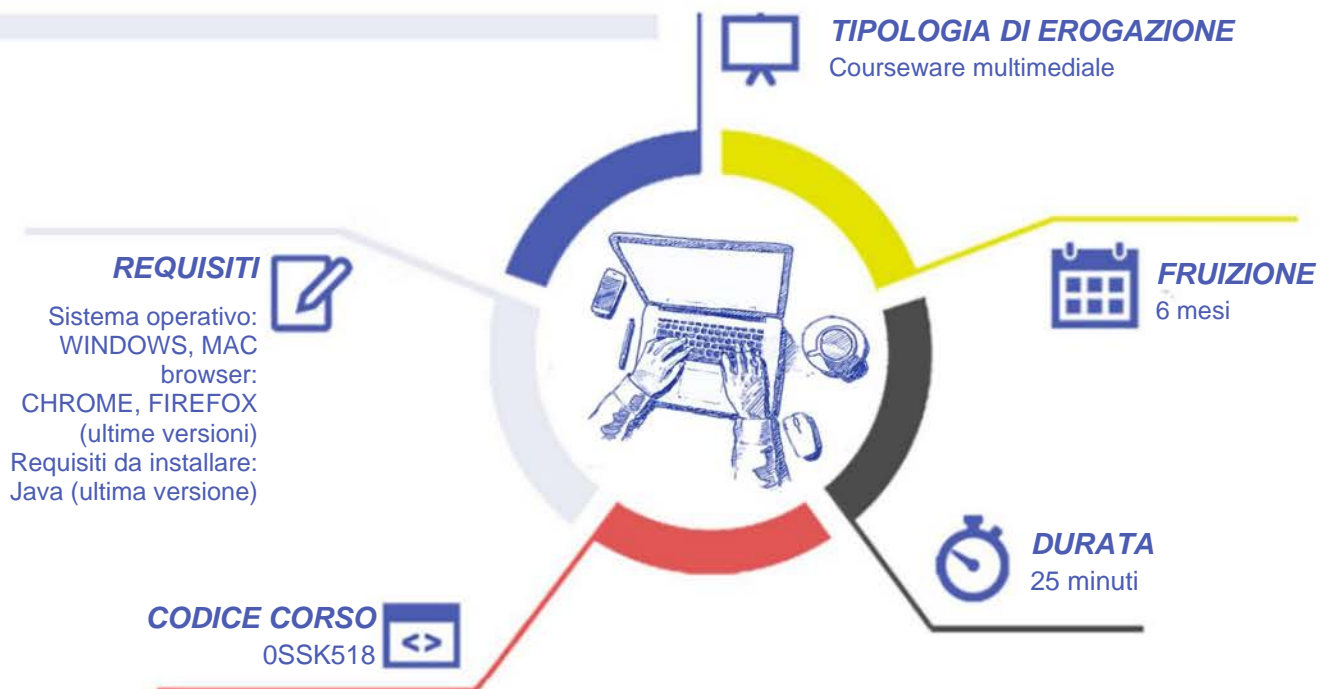 TIPOLOGIA DI EROGAZIONE
Courseware multimediale
REQUISITI
Sistema operativo:
WINDOWS, MAC
browser:
CHROME, FIREFOX
(ultime versioni)
Requisiti da installare:
Java (ultima versione)
FRUIZIONE
6 mesi
DURATA
25 minuti
CODICE CORSO
0SSK518